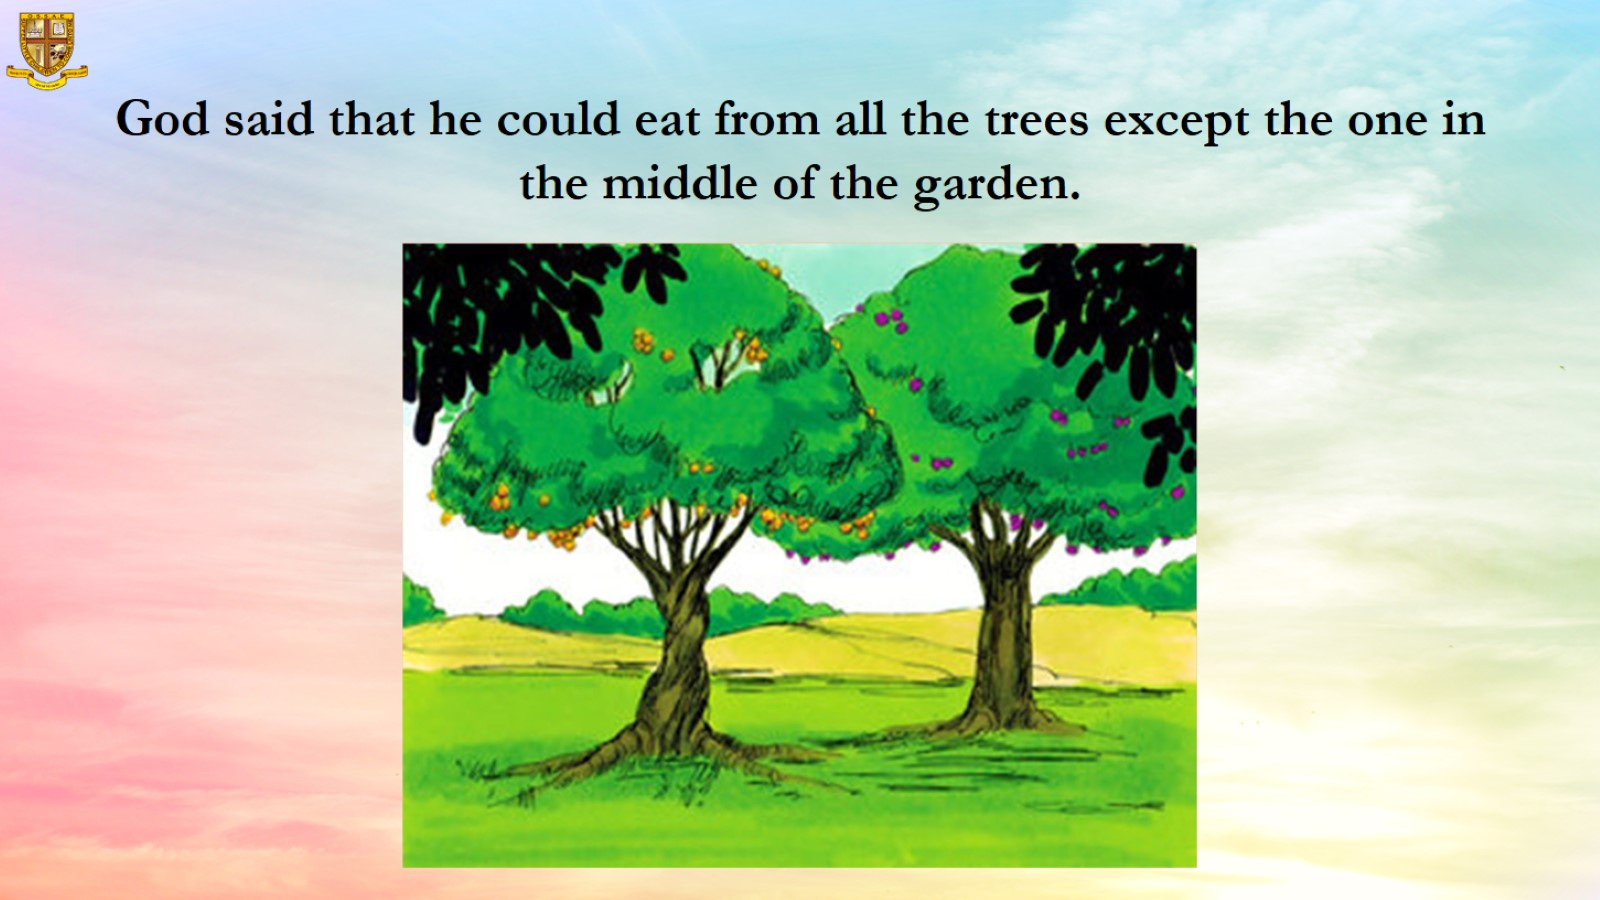 God said that he could eat from all the trees except the one in
the middle of the garden.